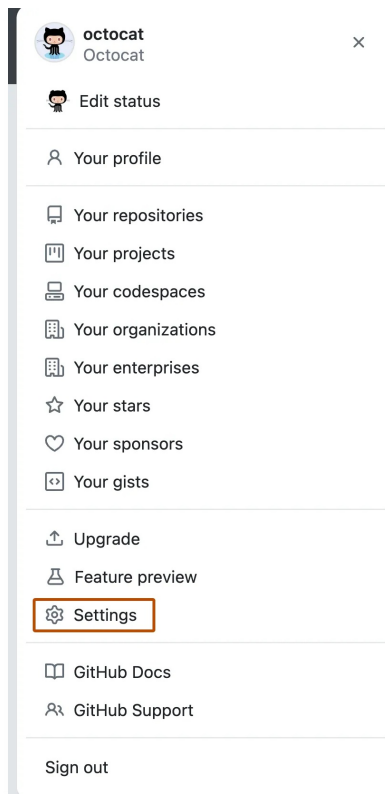 octocat
Octocat
Edit status
Your profile
Your repositories
Your projects
Your codespaces
Your organizations
Your enterprises
Your stars
Your sponsors
Your gists
Upgrade
Feature preview
Settings
GitHub Docs
GitHub Support
Sign out